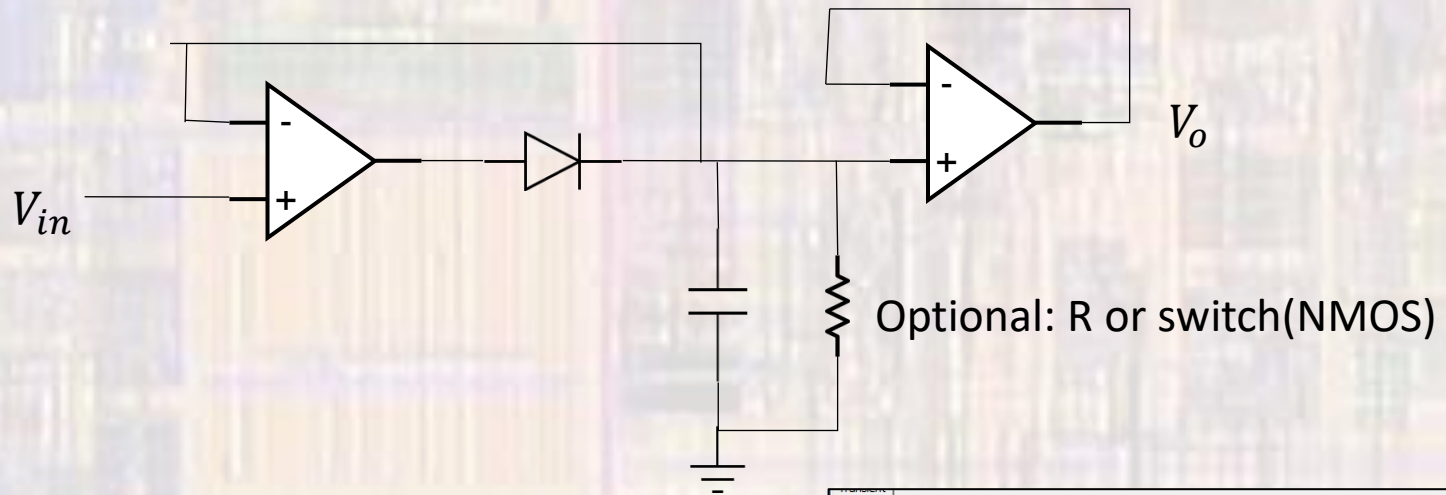 -
+
V_in
-
+
V_o
Optional: R or switch(NMOS)